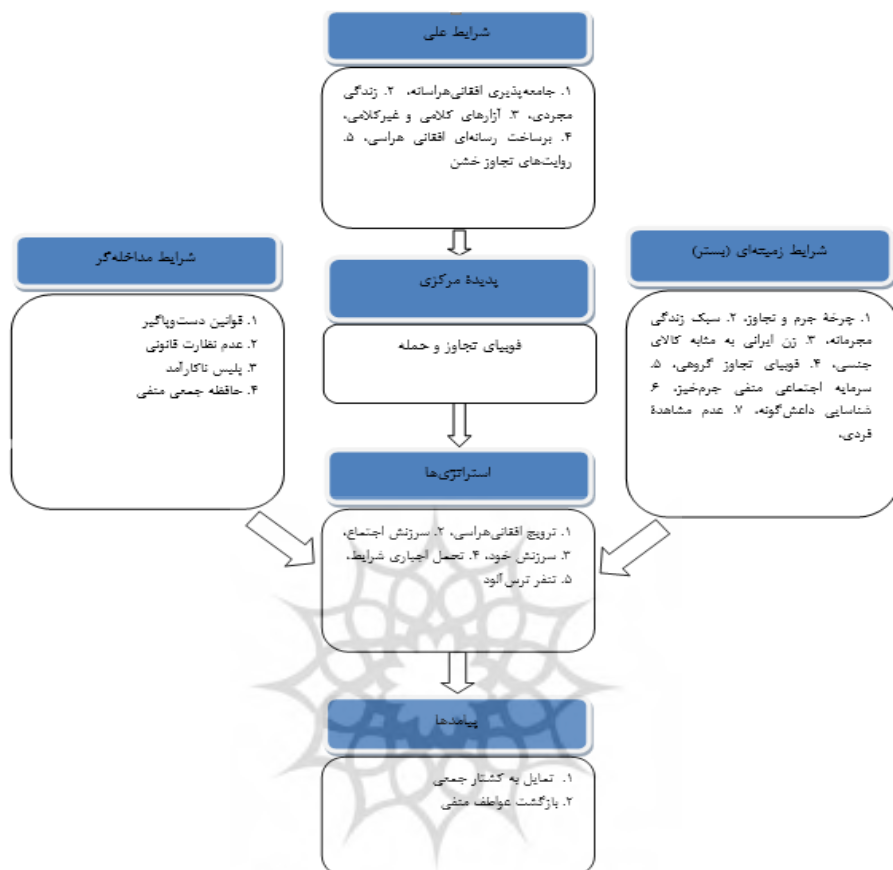 شرایط علی
۱. جامعه‌پذیری افغانی‌هراسانه، ۲. زندگی
مجردی، ۳. آزارهای کلامی و غیرکلامی،
۴. برساخت رسانه‌ای افغانی هراسی، ۵.
روایت‌های تجاوز خشن
شرایط زمینه‌ای (بستر)
۱. چرخهٔ جرم و تجاوز، ۲. سبک زندگی
مجرمانه، ۳. زن ایرانی به مثابه کالای
جنسی، ۴. فوبیای تجاوز گروهی، ۵.
سرمایه اجتماعی منفی جرم‌خیز، ۶
شناسایی داعش‌گونه، ۷. عدم مشاهدهٔ
فردی،
پدیدهٔ مرکزی
فوبیای تجاوز و حمله
شرایط مداخله‌گر
۱. قوانین دست‌وپاگیر
۲. عدم نظارت قانونی
۳. پلیس ناکارآمد
۴. حافظه جمعی منفی
استراتژی‌ها
۱. ترویج افغانی‌هراسی، ۲. سرزنش اجتماع،
۳. سرزنش خود، ۴. تحمل اجباری شرایط،
۵. تنفر ترس‌آلود
پیامدها
۱. تمایل به کشتار جمعی
۲. بازگشت عواطف منفی